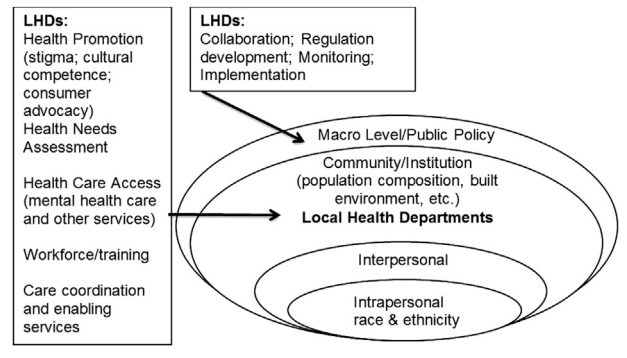 LHDs:
Health Promotion
(stigma; cultural
competence;
consumer
advocacy)
Health Needs
Assessment
Health Care Access
(mental health care
and other services)
Workforce/training
Care coordination
and enabling
services
LHDs:
Collaboration; Regulation
development; Monitoring;
Implementation
Macro Level/Public Policy
Community/Institution
(population composition, built
environment, etc.)
Local Health Departments
Interpersonal
Intrapersonal
race & ethnicity